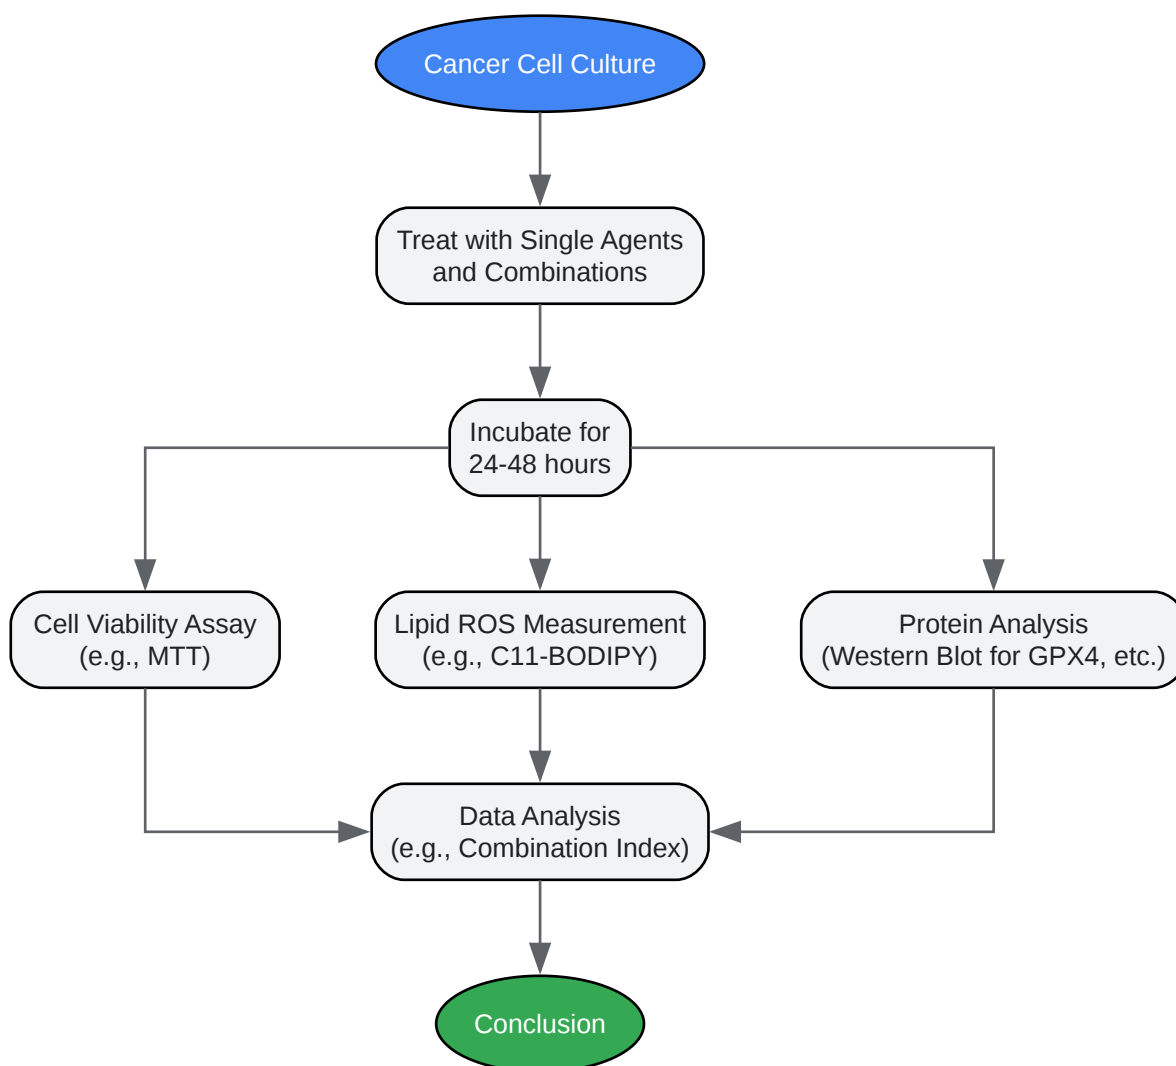 Cancer Cell Culture
Treat with Single Agents
and Combinations
Incubate for
24-48 hours
Cell Viability Assay
(e.g., MTT)
Lipid ROS Measurement
(e.g., C11-BODIPY)
Protein Analysis
(Western Blot for GPX4, etc.)
Data Analysis
(e.g., Combination Index)
Conclusion